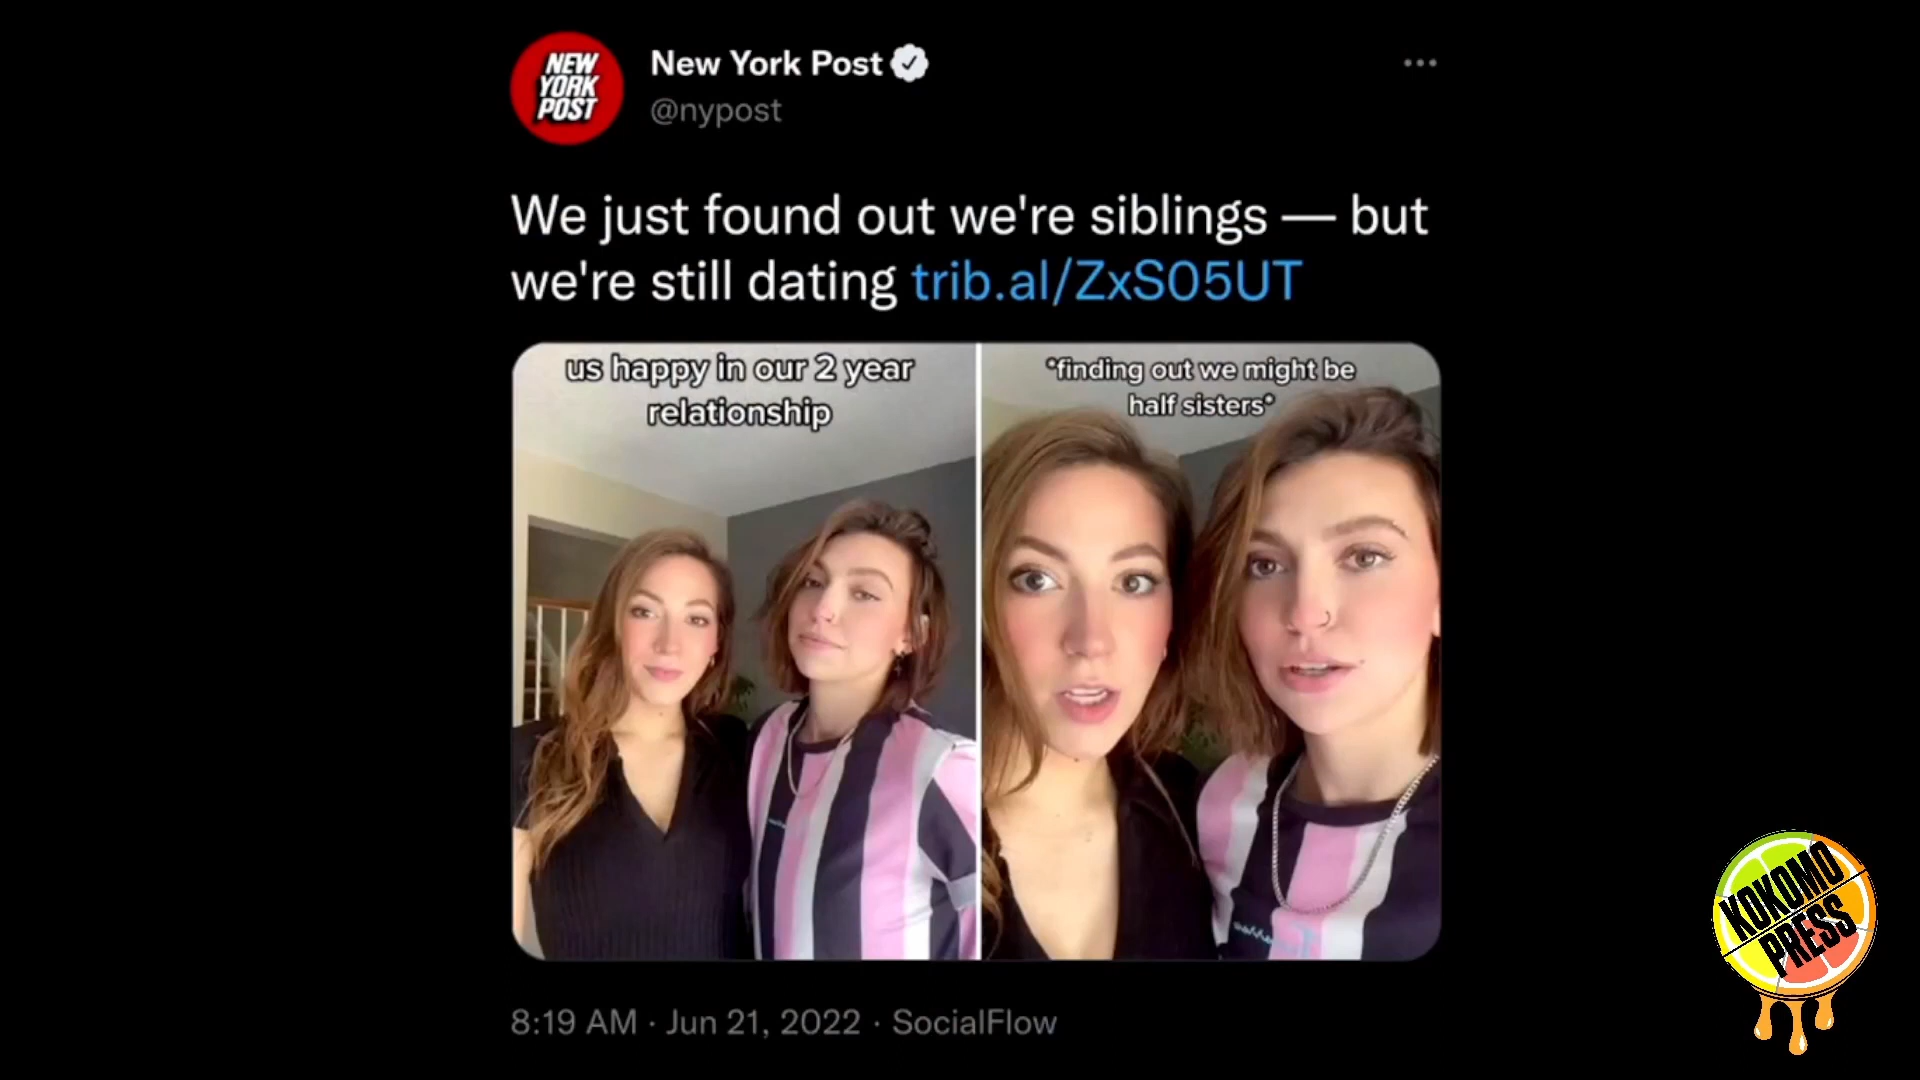 NEW
YORK
POST
New York Post
@nypost
We just found out we're siblings — but
we're still dating trib.al/ZxS05UT
us happy in our 2 year
relationship
*finding out we might be
half sisters*
8:19 AM · Jun 21, 2022 · SocialFlow
KOKOMO
PRESS